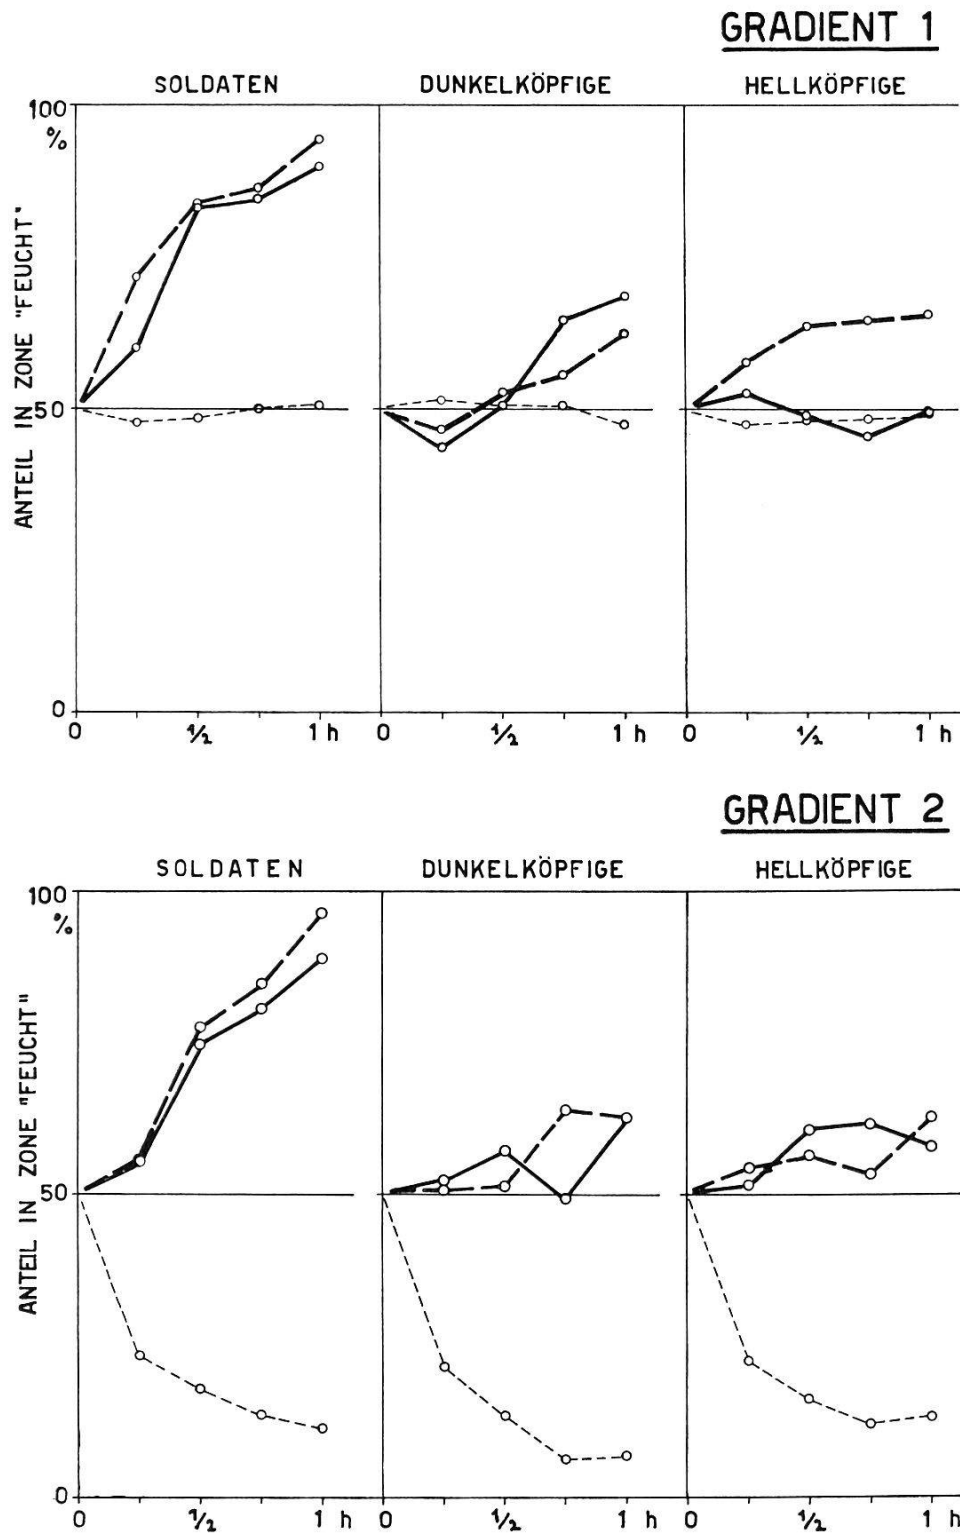 GRADIENT 1
SOLDATEN DUNKELKÖPFIGE HELLKÖPFIGE
100
%
ANTEIL IN ZONE "FEUCHT"
50
0
0 1/2 1 h 0 1/2 1 h 0 1/2 1 h
GRADIENT 2
SOLDATEN DUNKELKÖPFIGE HELLKÖPFIGE
100
%
ANTEIL IN ZONE "FEUCHT"
50
0
0 1/2 1 h 0 1/2 1 h 0 1/2 1 h